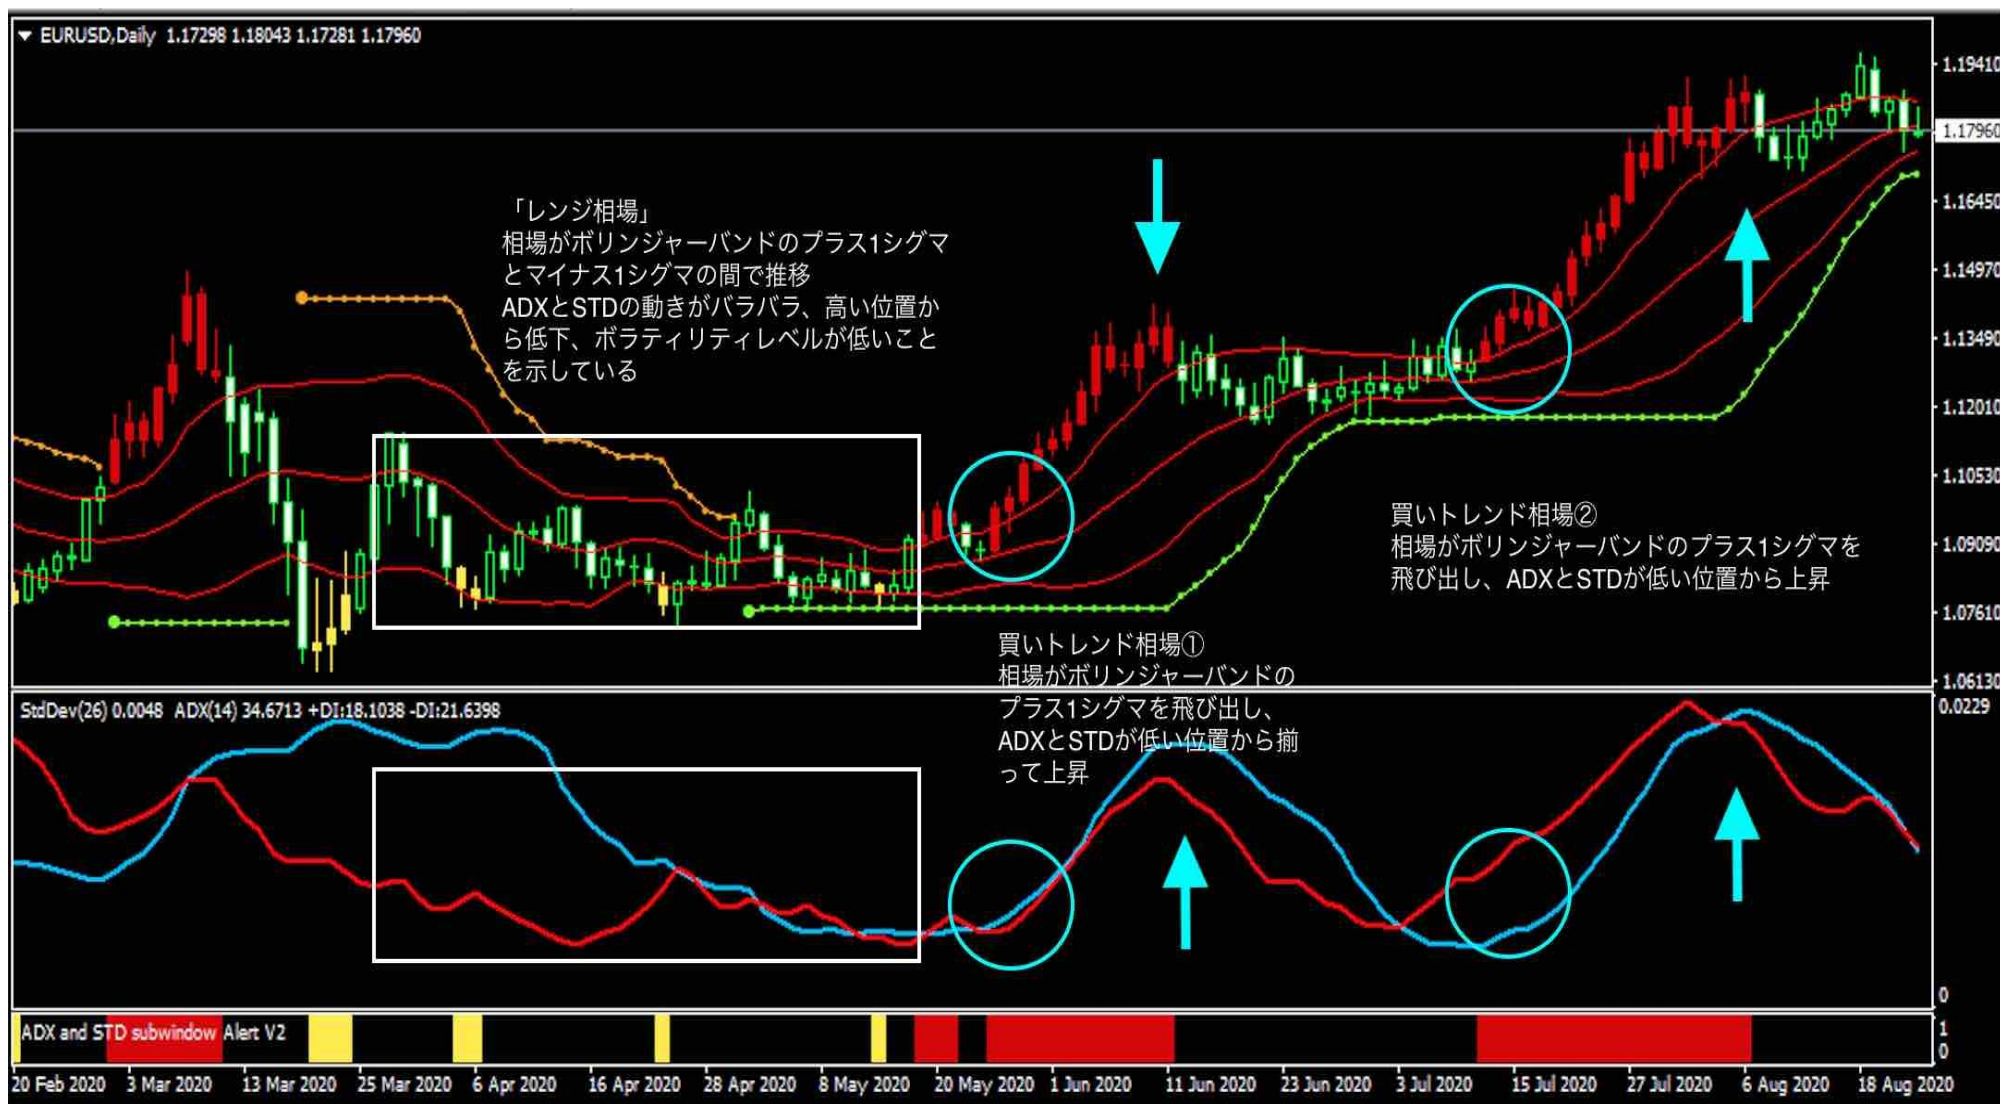 EURUSD,Daily 1.17298 1.18043 1.17281 1.17960
1.19410
1.17960
1.16450
1.14970
1.13490
1.12010
1.10530
1.09090
1.07610
1.06130
「レンジ相場」
相場がボリンジャーバンドのプラス1シグマ
とマイナス1シグマの間で推移
ADXとSTDの動きがバラバラ、高い位置か
ら低下、ボラティリティレベルが低いこと
を示している
買いトレンド相場②
相場がボリンジャーバンドのプラス1シグマを
飛び出し、ADXとSTDが低い位置から上昇
買いトレンド相場①
相場がボリンジャーバンドの
プラス1シグマを飛び出し、
ADXとSTDが低い位置から揃
って上昇
StdDev(26) 0.0048 ADX(14) 34.6713 +DI:18.1038 -DI:21.6398
0.0229
0
ADX and STD subwindow Alert V2
1
0
20 Feb 2020
3 Mar 2020
13 Mar 2020
25 Mar 2020
6 Apr 2020
16 Apr 2020
28 Apr 2020
8 May 2020
20 May 2020
1 Jun 2020
11 Jun 2020
23 Jun 2020
3 Jul 2020
15 Jul 2020
27 Jul 2020
6 Aug 2020
18 Aug 2020